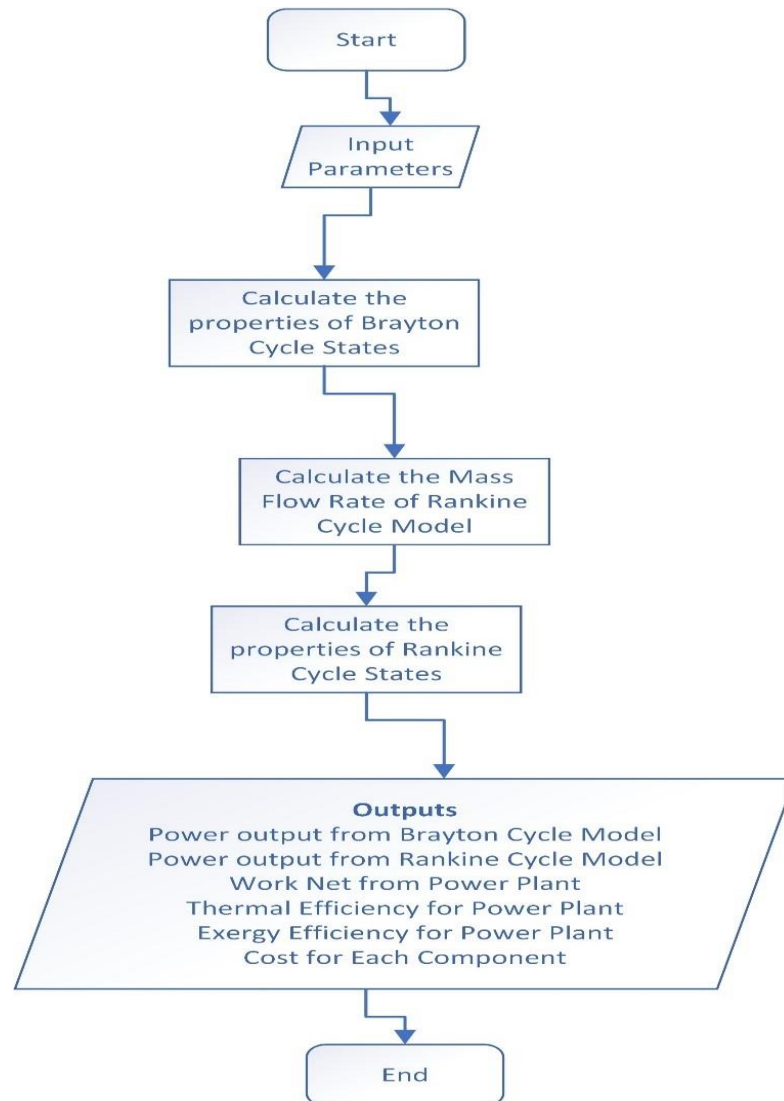 Start
Input
Parameters
Calculate the
properties of Brayton
Cycle States
Calculate the Mass
Flow Rate of Rankine
Cycle Model
Calculate the
properties of Rankine
Cycle States
Outputs
Power output from Brayton Cycle Model
Power output from Rankine Cycle Model
Work Net from Power Plant
Thermal Efficiency for Power Plant
Exergy Efficiency for Power Plant
Cost for Each Component
End